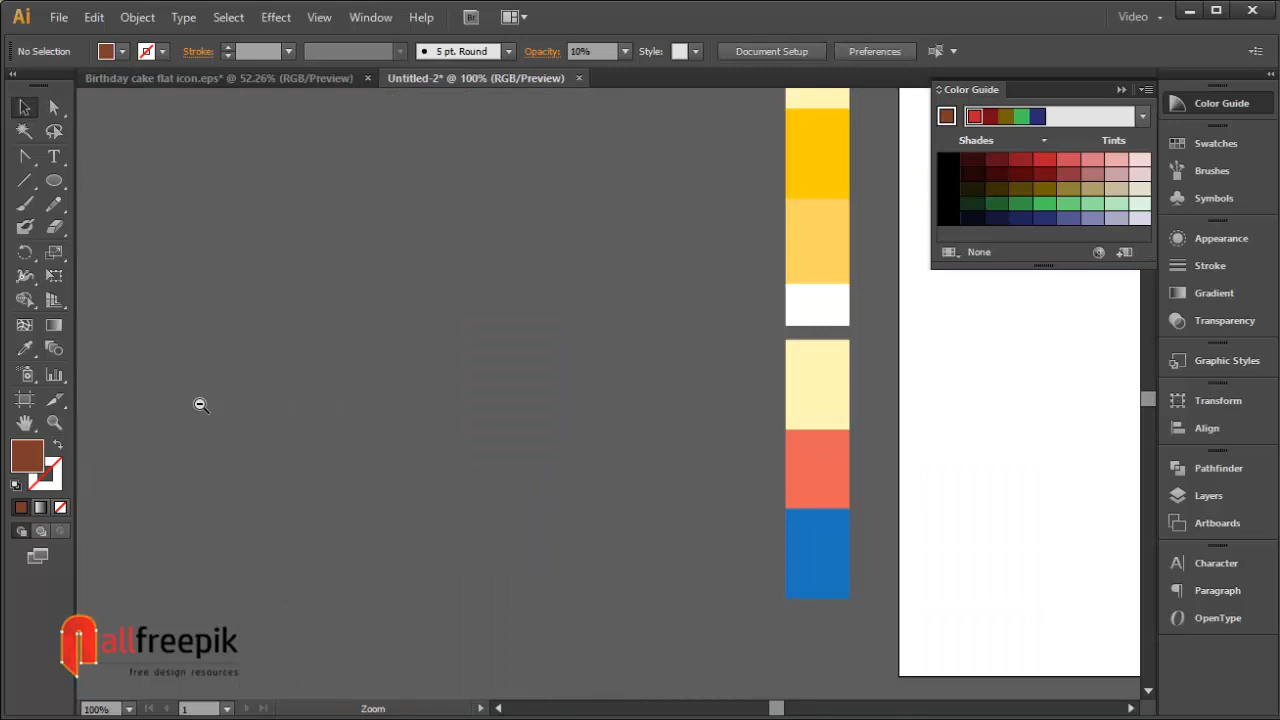 Ai File Edit Object Type Select Effect View Window Help Br Video
No Selection Stroke: 5 pt. Round Opacity: 10% Style: Document Setup Preferences
Birthday cake flat icon.eps* @ 52.26% (RGB/Preview) Untitled-2* @ 100% (RGB/Preview)
Color Guide
Shades Tints
None
Color Guide
Swatches
Brushes
Symbols
Appearance
Stroke
Gradient
Transparency
Graphic Styles
Transform
Align
Pathfinder
Layers
Artboards
Character
Paragraph
OpenType
allfreepik
free design resources
100% 1 Zoom